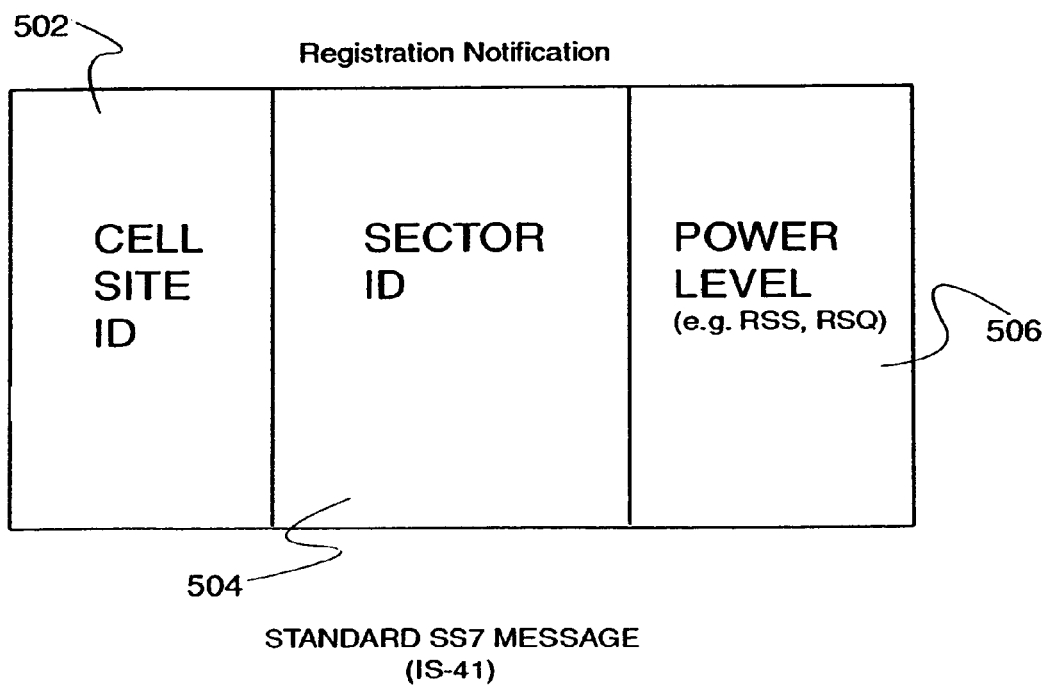 502
Registration Notification
CELL
SITE
ID
SECTOR
ID
POWER
LEVEL
(e.g. RSS, RSQ)
506
504
STANDARD SS7 MESSAGE
(IS-41)